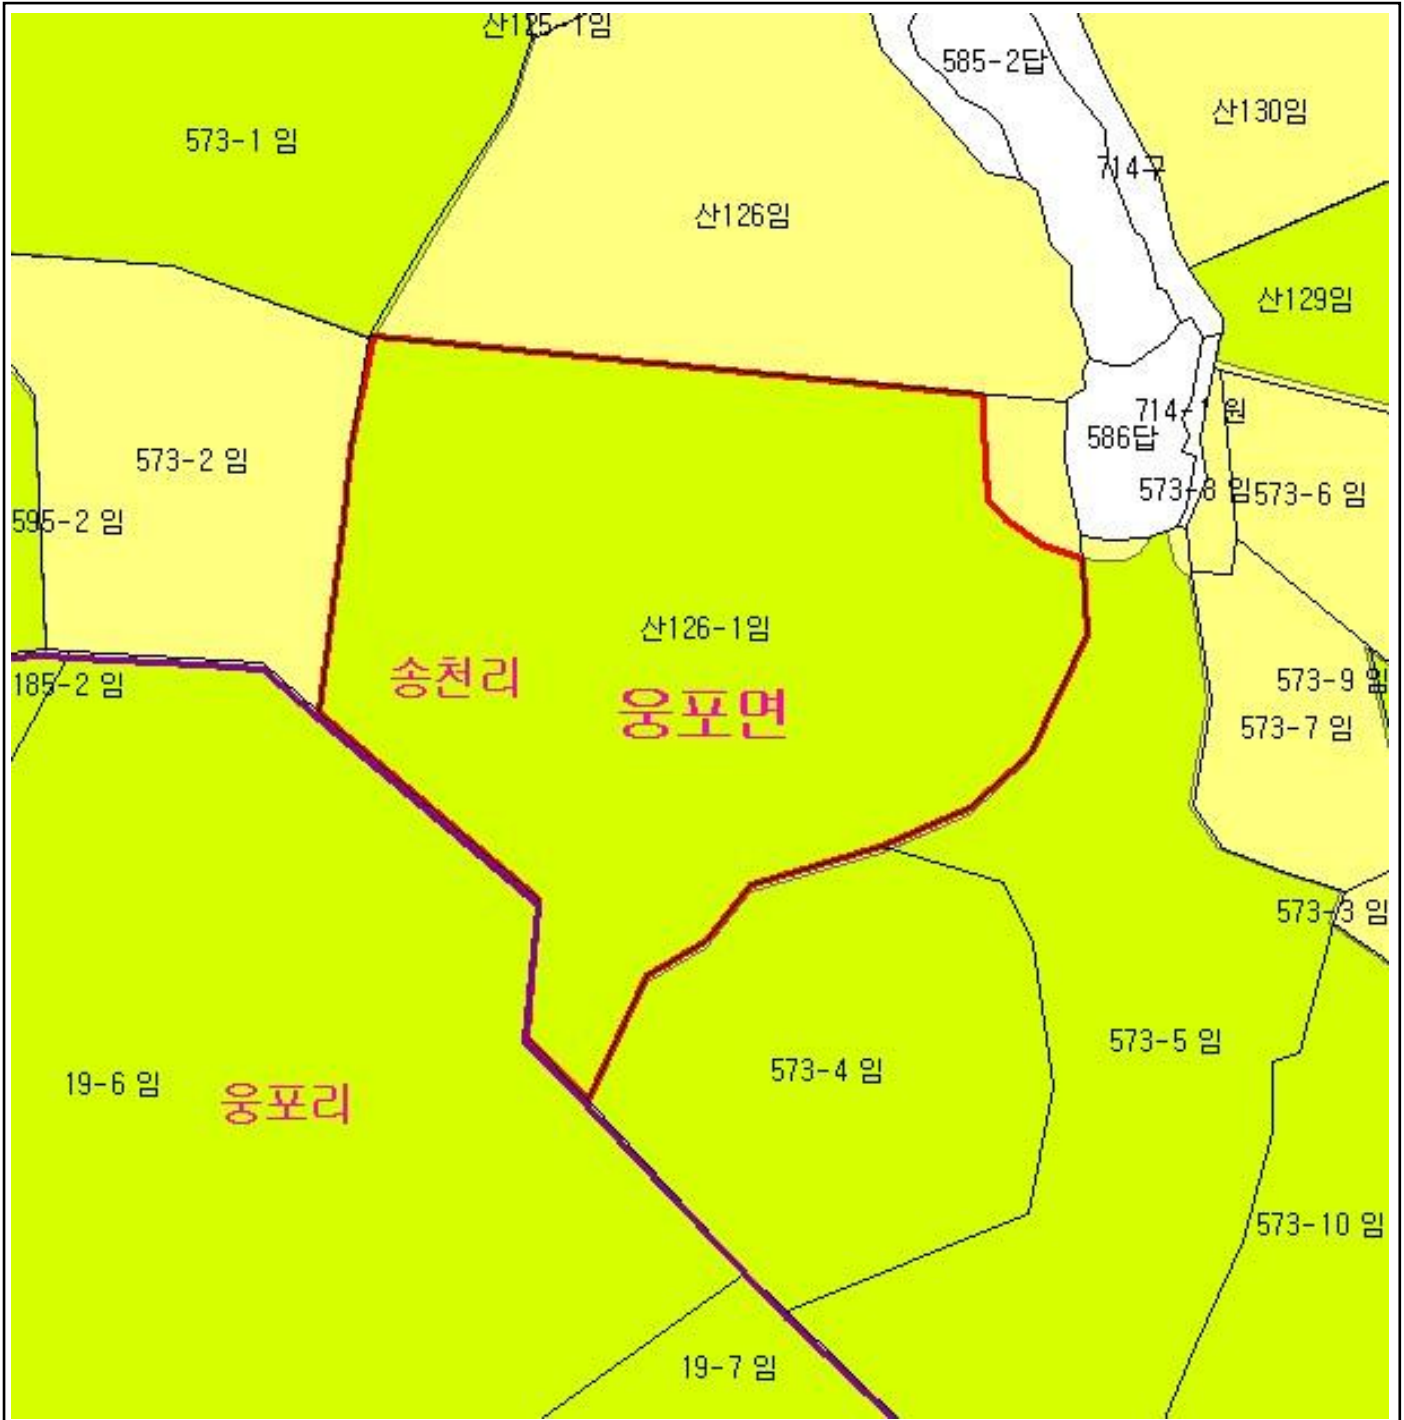 산125-1임
585-2답
산130임
573-1 임
714구
산126임
산129임
714-1 원
586답
573-2 임
573-8 임
573-6 임
595-2 임
산126-1임
송천리
웅포면
185-2 임
573-9 임
573-7 임
573-3 임
573-5 임
573-4 임
19-6 임
웅포리
573-10 임
19-7 임